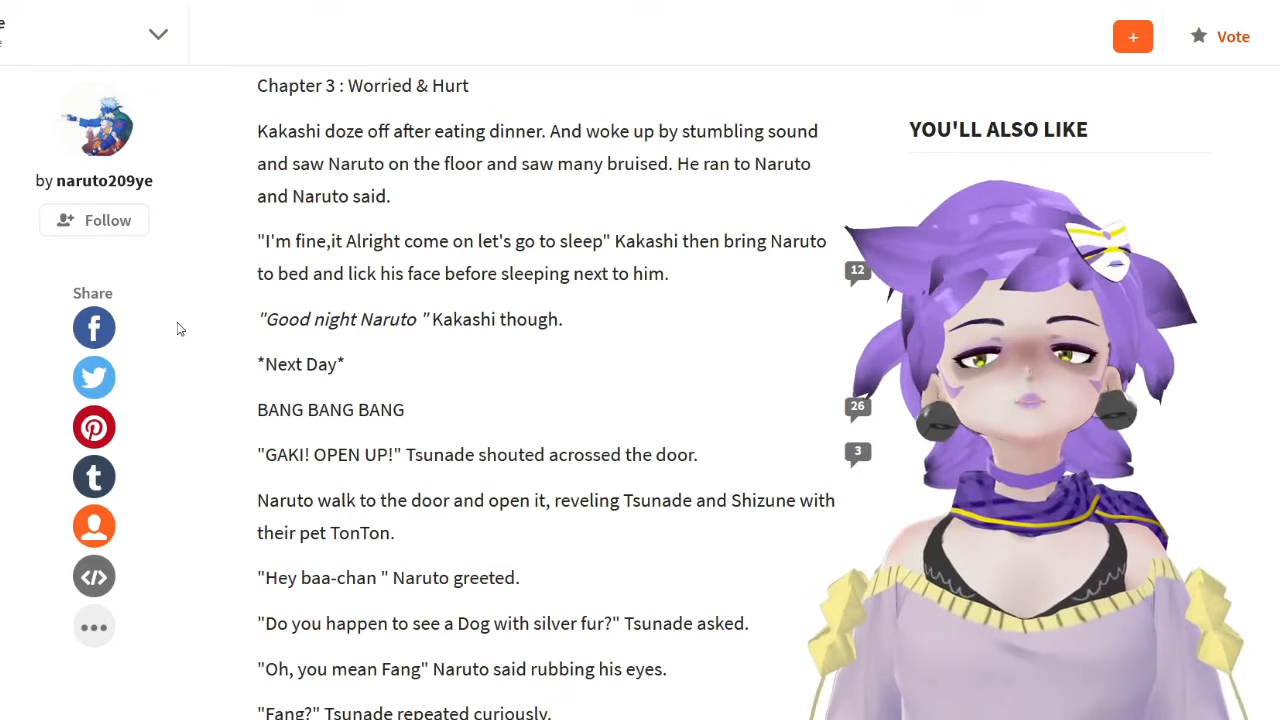 e
+
Vote
by naruto209ye
Follow
Share
Chapter 3 : Worried & Hurt
Kakashi doze off after eating dinner. And woke up by stumbling sound
and saw Naruto on the floor and saw many bruised. He ran to Naruto
and Naruto said.
"I'm fine,it Alright come on let's go to sleep" Kakashi then bring Naruto
to bed and lick his face before sleeping next to him.
12
"Good night Naruto " Kakashi though.
*Next Day*
BANG BANG BANG
26
"GAKI! OPEN UP!" Tsunade shouted acrossed the door.
3
Naruto walk to the door and open it, reveling Tsunade and Shizune with
their pet TonTon.
"Hey baa-chan " Naruto greeted.
"Do you happen to see a Dog with silver fur?" Tsunade asked.
"Oh, you mean Fang" Naruto said rubbing his eyes.
"Fang?" Tsunade repeated curiously.
YOU'LL ALSO LIKE